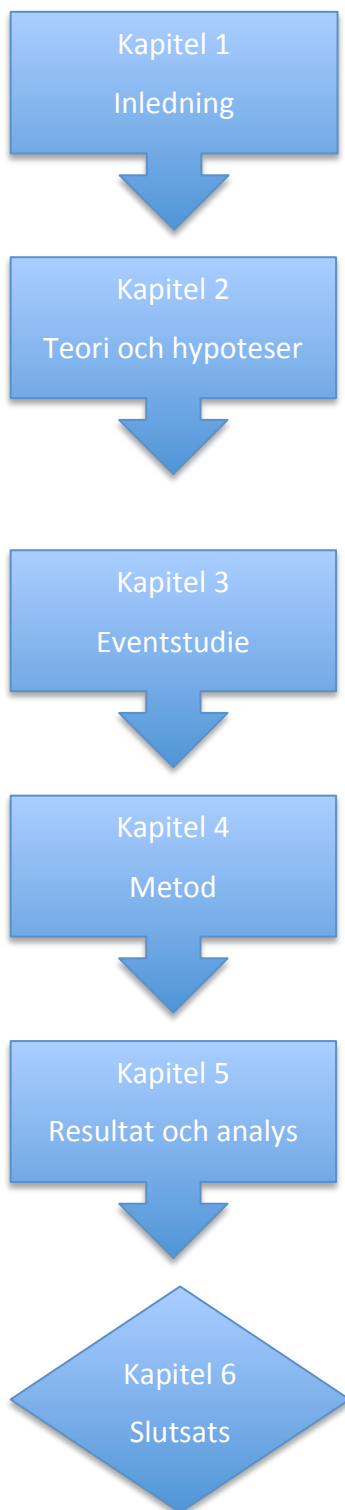 Kapitel 1
Inledning
Kapitel 2
Teori och hypoteser
Kapitel 3
Eventstudie
Kapitel 4
Metod
Kapitel 5
Resultat och analys
Kapitel 6
Slutsats